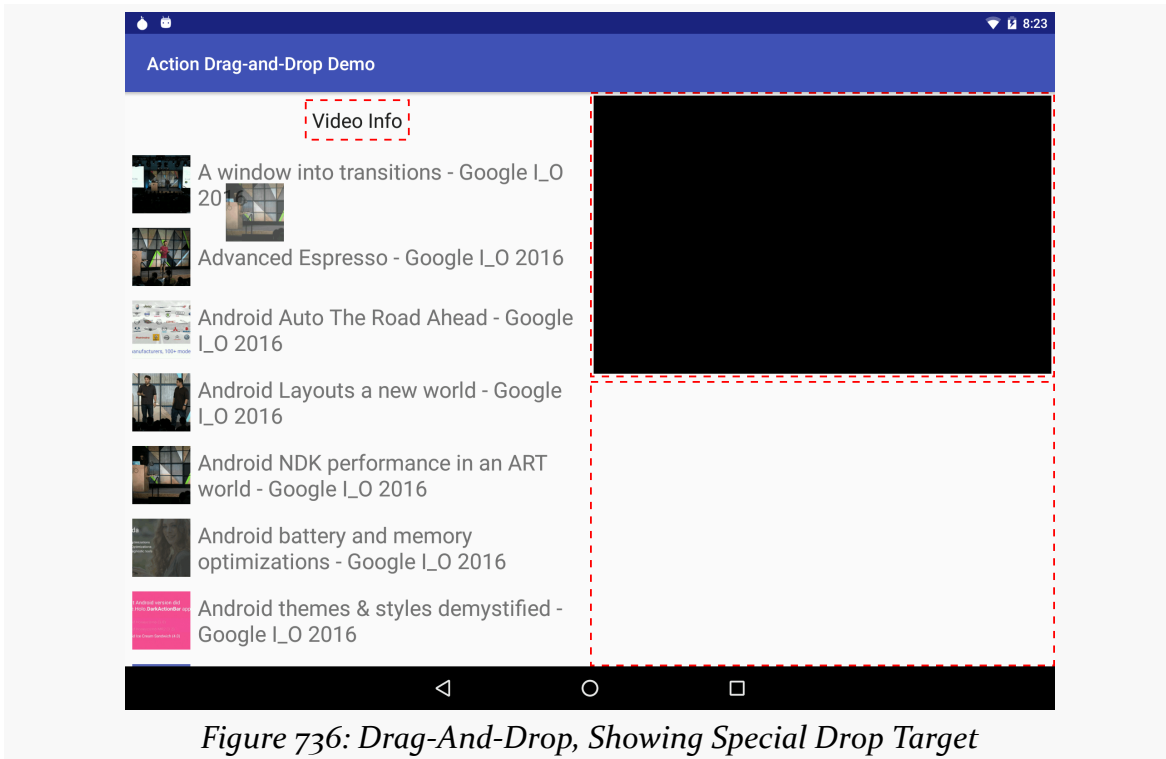 8:23
Action Drag-and-Drop Demo
Video Info
A window into transitions - Google I_O
2016
Advanced Espresso - Google I_O 2016
Android Auto The Road Ahead - Google
I_O 2016
anufacturers, 100+ mode
Android Layouts a new world - Google
I_O 2016
Android NDK performance in an ART
world - Google I_O 2016
Android battery and memory
optimizations - Google I_O 2016
Android themes & styles demystified -
Google I_O 2016
Figure 736: Drag-And-Drop, Showing Special Drop Target